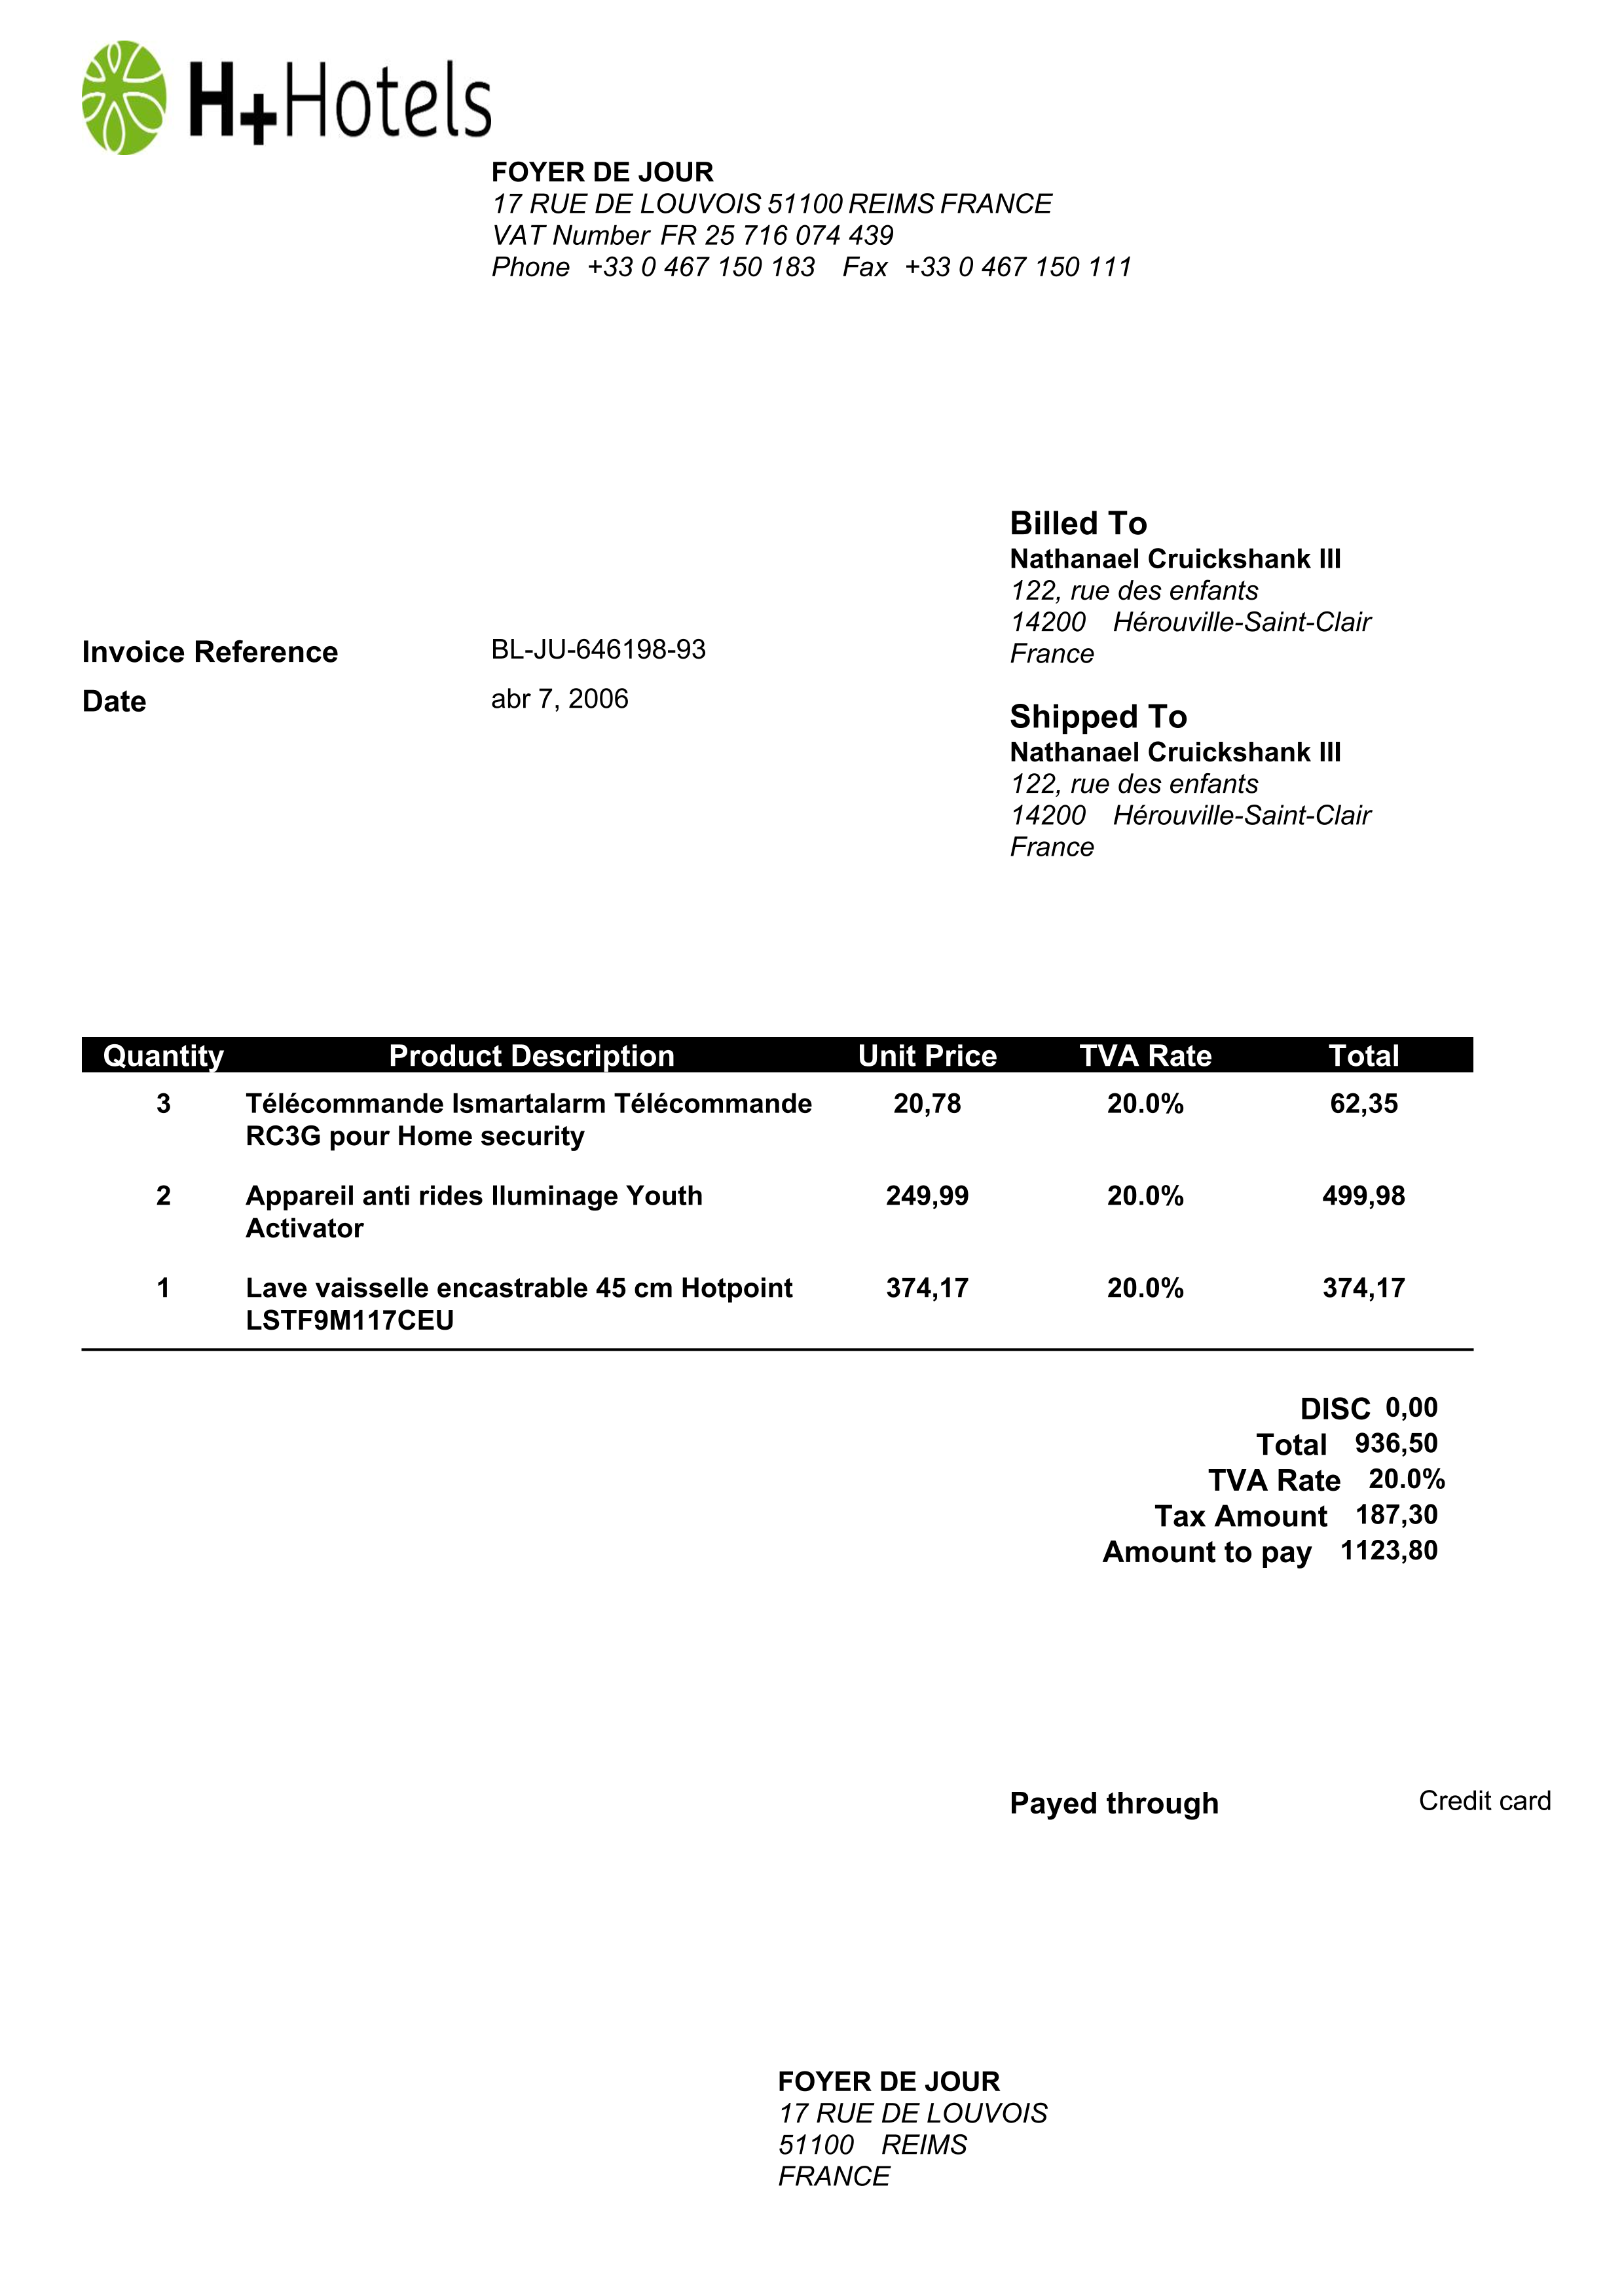 H+Hotels
FOYER DE JOUR
17 RUE DE LOUVOIS 51100 REIMS FRANCE
VAT Number FR 25 716 074 439
Phone +33 0 467 150 183 Fax +33 0 467 150 111
Billed To
Nathanael Cruickshank III
122, rue des enfants
14200 Hérouville-Saint-Clair
France
Invoice Reference BL-JU-646198-93
Date abr 7, 2006
Shipped To
Nathanael Cruickshank III
122, rue des enfants
14200 Hérouville-Saint-Clair
France
Quantity Product Description Unit Price TVA Rate Total
3 Télécommande Ismartalarm Télécommande 20,78 20.0% 62,35
RC3G pour Home security
2 Appareil anti rides Iluminage Youth 249,99 20.0% 499,98
Activator
1 Lave vaisselle encastrable 45 cm Hotpoint 374,17 20.0% 374,17
LSTF9M117CEU
DISC 0,00
Total 936,50
TVA Rate 20.0%
Tax Amount 187,30
Amount to pay 1123,80
Payed through Credit card
FOYER DE JOUR
17 RUE DE LOUVOIS
51100 REIMS
FRANCE